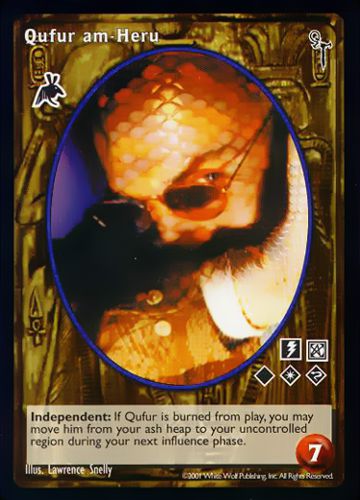 Qufur am-Heru
Independent: If Qufur is burned from play, you may
move him from your ash heap to your uncontrolled
region during your next influence phase.
7
Illus. Lawrence Snelly
©2001 White Wolf Publishing, Inc. All Rights Reserved.